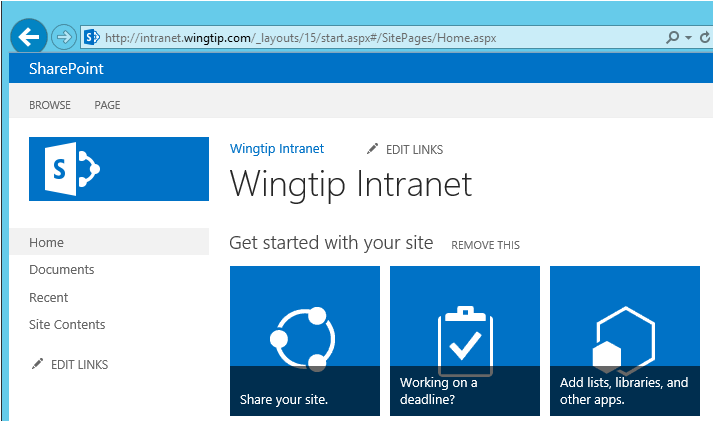 http://intranet.wingtip.com/_layouts/15/start.aspx#/SitePages/Home.aspx
SharePoint
BROWSE PAGE
S
Wingtip Intranet EDIT LINKS
Wingtip Intranet
Home
Documents
Recent
Site Contents
EDIT LINKS
Get started with your site REMOVE THIS
Share your site.
Working on a
deadline?
Add lists, libraries, and
other apps.